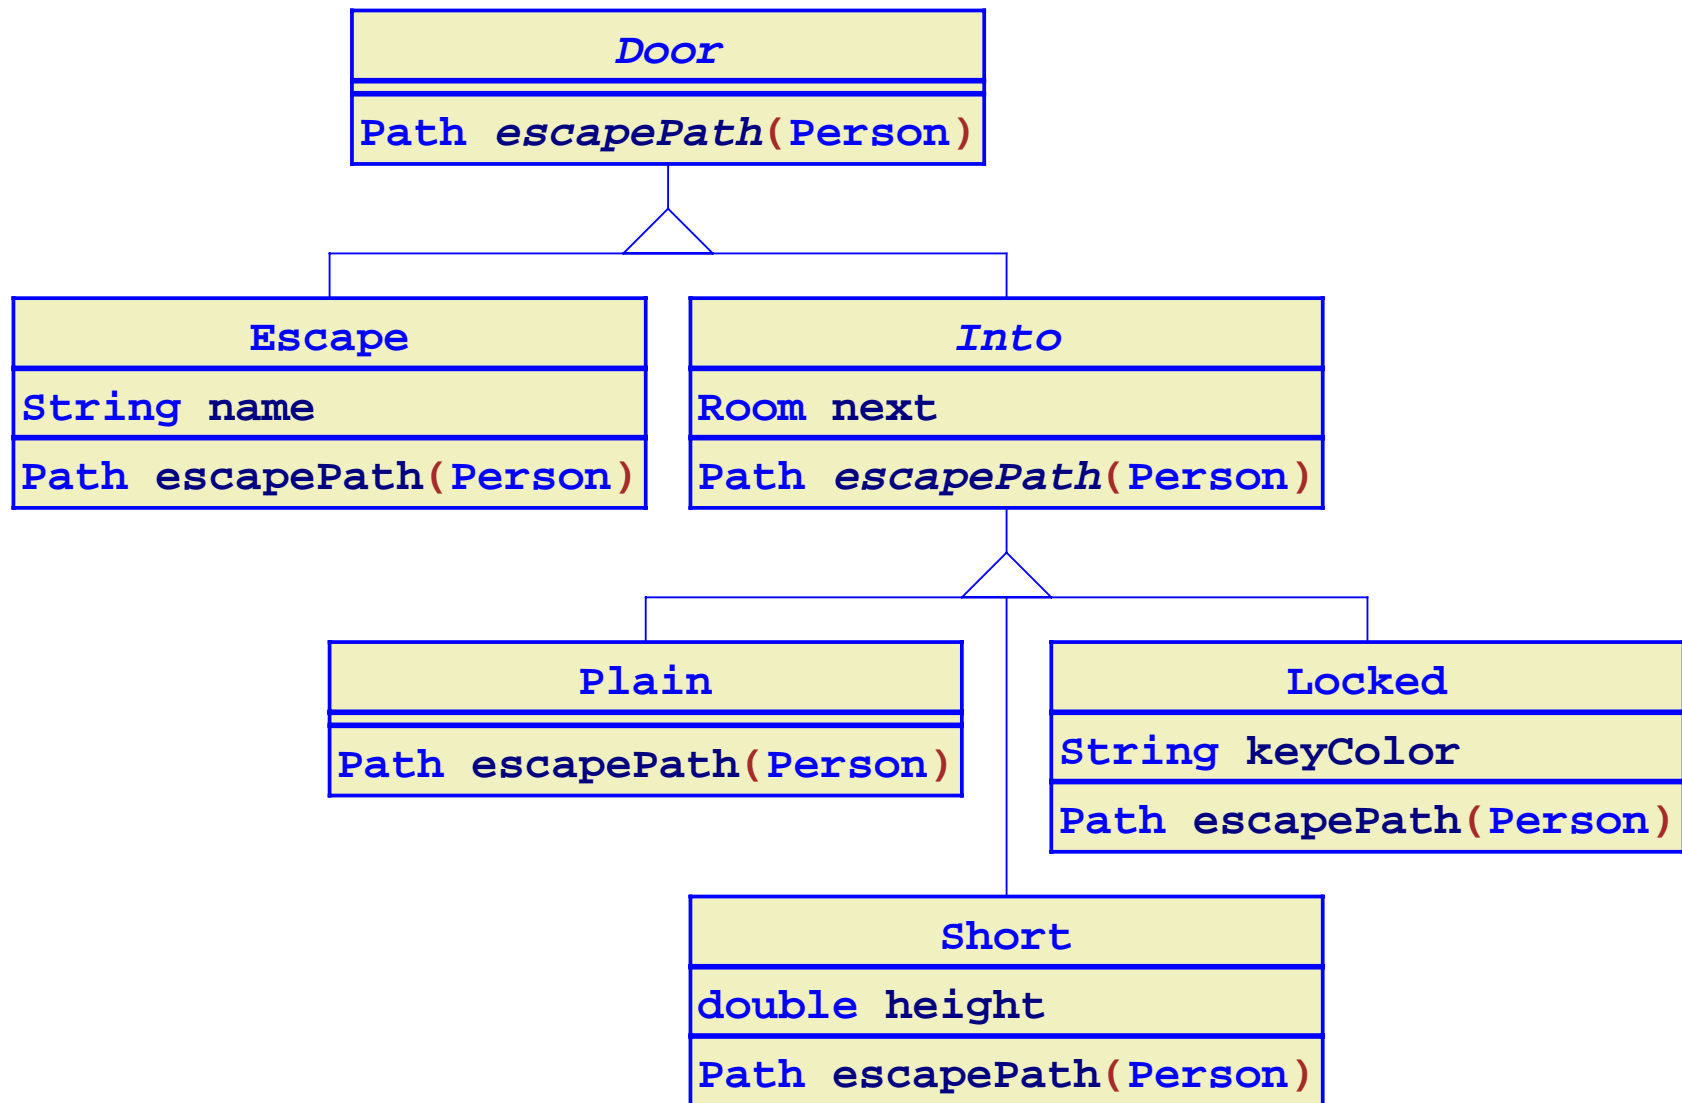 Door
Path escapePath(Person)
Escape
String name
Path escapePath(Person)
Into
Room next
Path escapePath(Person)
Plain
Path escapePath(Person)
Locked
String keyColor
Path escapePath(Person)
Short
double height
Path escapePath(Person)